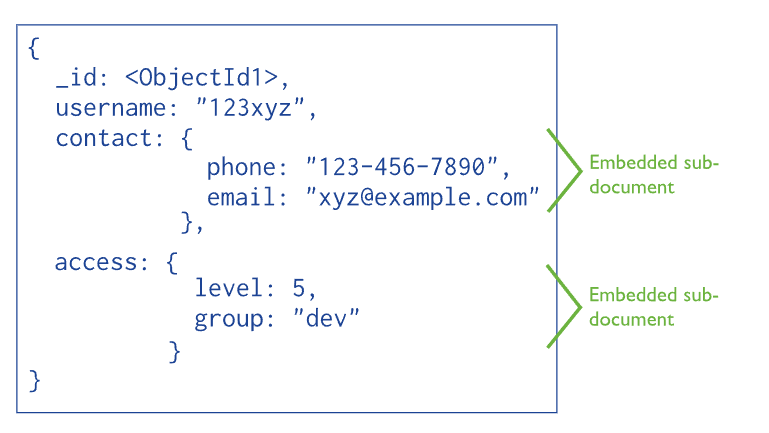 {
_id: <ObjectId1>,
username: "123xyz",
contact: {
phone: "123-456-7890",
email: "xyz@example.com"
},
Embedded sub-
document
access: {
level: 5,
group: "dev"
}
Embedded sub-
document
}